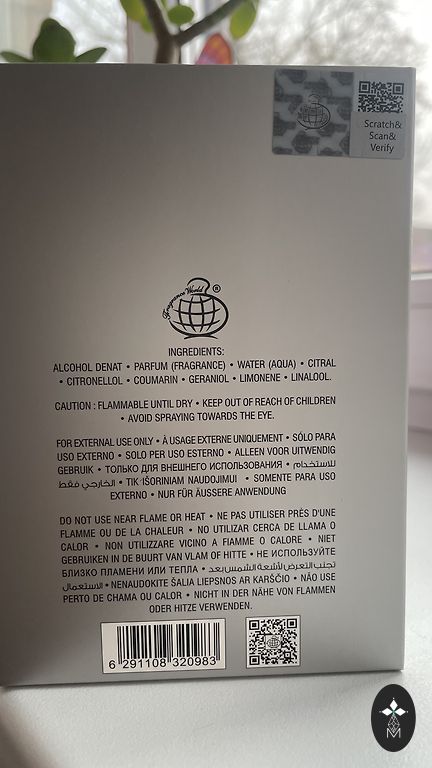 Scratch&
Scan&
Verify
Fragrance World ®
INGREDIENTS:
ALCOHOL DENAT • PARFUM (FRAGRANCE) • WATER (AQUA) • CITRAL
• CITRONELLOL • COUMARIN • GERANIOL • LIMONENE • LINALOOL.
CAUTION : FLAMMABLE UNTIL DRY • KEEP OUT OF REACH OF CHILDREN
• AVOID SPRAYING TOWARDS THE EYE.
FOR EXTERNAL USE ONLY • À USAGE EXTERNE UNIQUEMENT • SÓLO PARA
USO EXTERNO • SOLO PER USO ESTERNO • ALLEEN VOOR UITWENDIG
GEBRUIK • ТОЛЬКО ДЛЯ ВНЕШНЕГО ИСПОЛЬЗОВАНИЯ • للاستخدام
الخارجي فقط • TIK IŠORINIAM NAUDOJIMUI • SOMENTE PARA USO
EXTERNO • NUR FÜR ÄUSSERE ANWENDUNG
DO NOT USE NEAR FLAME OR HEAT • NE PAS UTILISER PRÉS D'UNE
FLAMME OU DE LA CHALEUR • NO UTILIZAR CERCA DE LLAMA O
CALOR • NON UTILIZZARE VICINO A FIAMME O CALORE • NIET
GEBRUIKEN IN DE BUURT VAN VLAM OF HITTE • НЕ ИСПОЛЬЗУЙТЕ
БЛИЗКО ПЛАМЕНИ ИЛИ ТЕПЛА • تجنب التعرض لأشعة الشمس بعد
الاستعمال • NENAUDOKITE ŠALIA LIEPSNOS AR KARŠČIO • NÃO USE
PERTO DE CHAMA OU CALOR • NICHT IN DER NÄHE VON FLAMMEN
ODER HITZE VERWENDEN.
6 291108 320983
M